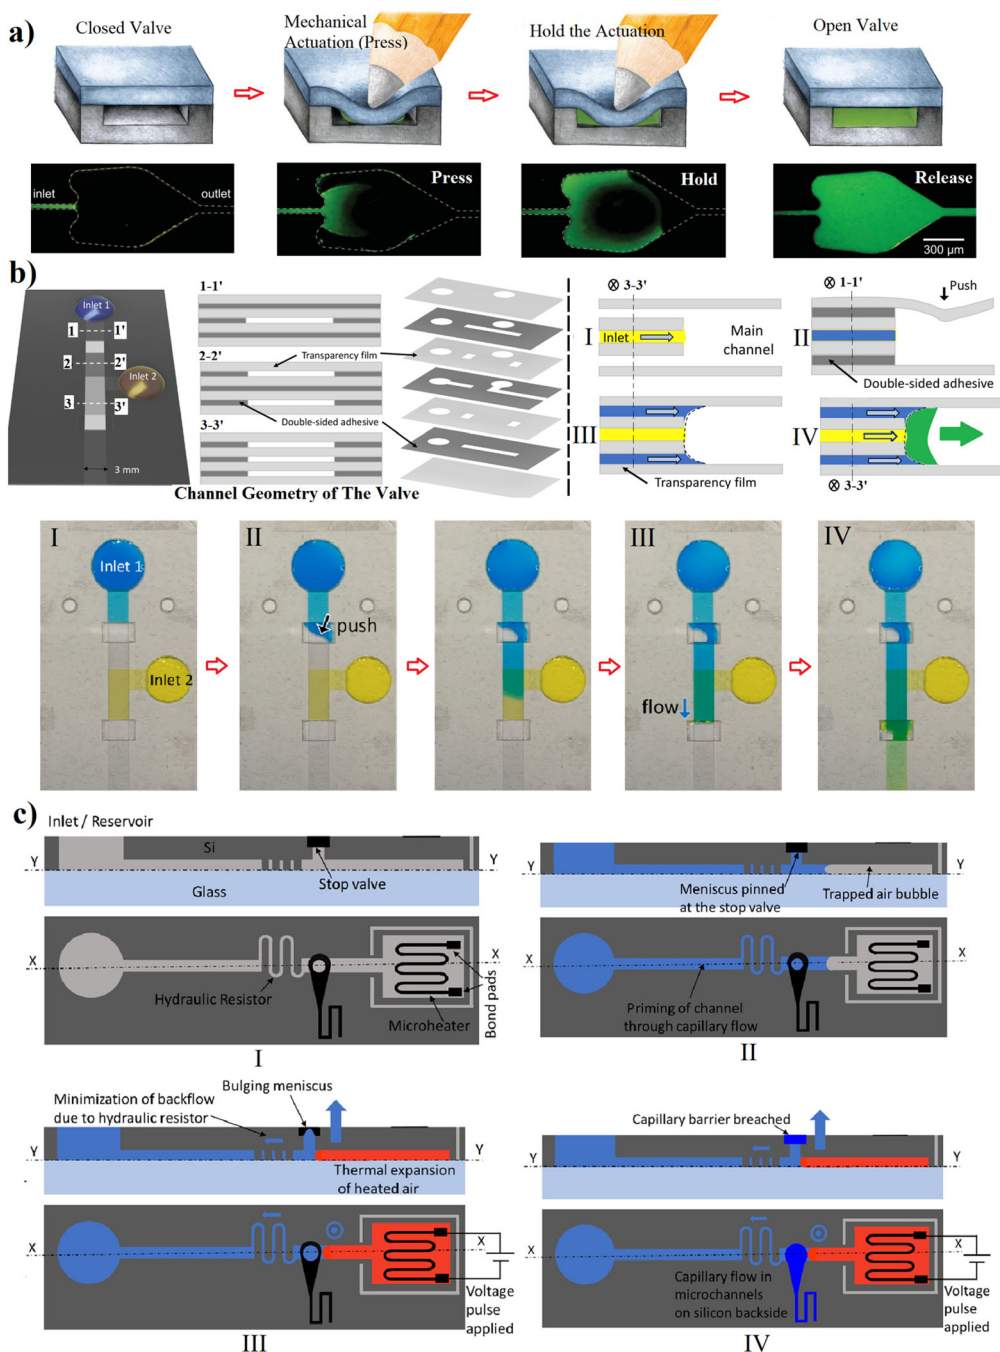 a)
Closed Valve
Mechanical
Actuation (Press)
Hold the Actuation
Open Valve
inlet
outlet
Press
Hold
Release
300 µm
b)
Inlet 1
1
1'
2
2'
Inlet 2
3
3'
3 mm
1-1'
2-2'
Transparency film
Double-sided adhesive
3-3'
Channel Geometry of The Valve
⊗ 3-3'
I
Inlet
Main
channel
⊗ 1-1'
Push
II
Double-sided adhesive
III
Transparency film
IV
⊗ 3-3'
I
Inlet 1
Inlet 2
II
push
III
flow
IV
c)
Inlet / Reservoir
Si
Y
Y
Stop valve
Glass
X
X
Hydraulic Resistor
Microheater
Bond pads
I
Y
Y
Meniscus pinned
at the stop valve
Trapped air bubble
X
X
Priming of channel
through capillary flow
II
Minimization of backflow
due to hydraulic resistor
Bulging meniscus
Y
Y
Thermal expansion
of heated air
X
X
Voltage
pulse
applied
III
Capillary barrier breached
Y
Y
X
X
Capillary flow in
microchannels
on silicon backside
Voltage
pulse
applied
IV